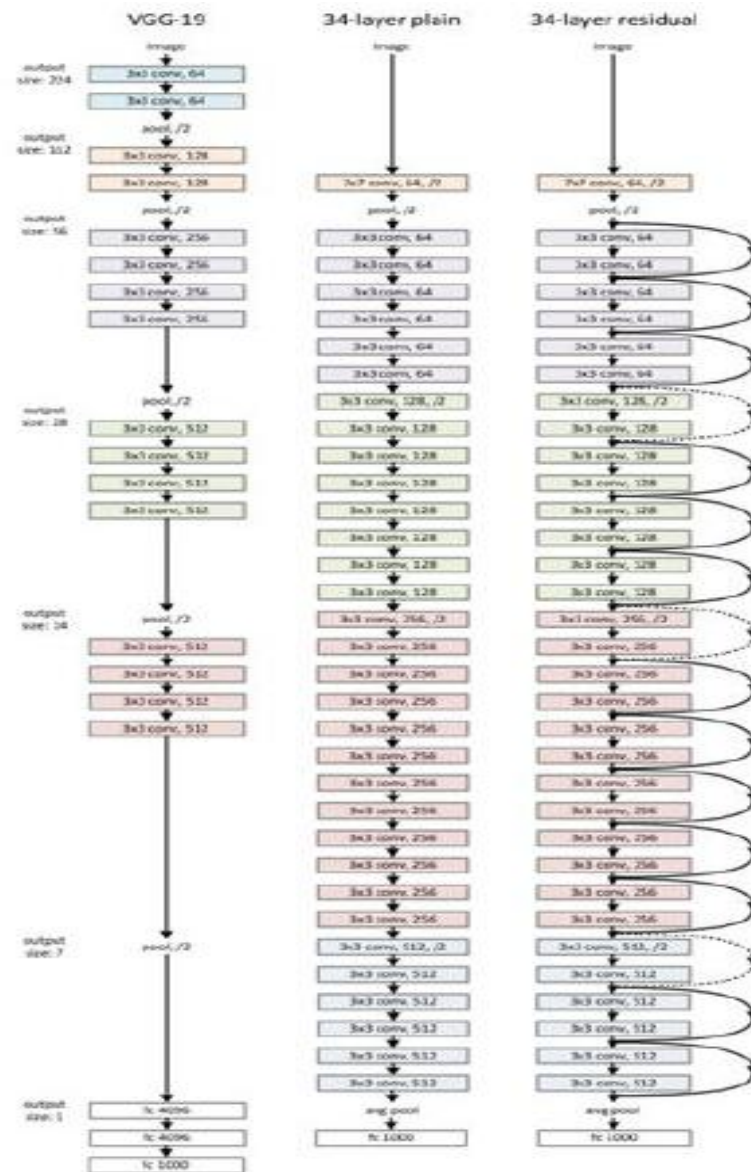 VGG-19
image
output
size: 224
3x3 conv, 64
3x3 conv, 64
pool, /2
output
size: 112
3x3 conv, 128
3x3 conv, 128
pool, /2
output
size: 56
3x3 conv, 256
3x3 conv, 256
3x3 conv, 256
3x3 conv, 256
pool, /2
output
size: 28
3x3 conv, 512
3x3 conv, 512
3x3 conv, 512
3x3 conv, 512
pool, /2
output
size: 14
3x3 conv, 512
3x3 conv, 512
3x3 conv, 512
3x3 conv, 512
pool, /2
output
size: 7
output
size: 1
fc 4096
fc 4096
fc 1000
34-layer plain
image
7x7 conv, 64, /2
pool, /2
3x3 conv, 64
3x3 conv, 64
3x3 conv, 64
3x3 conv, 64
3x3 conv, 64
3x3 conv, 64
3x3 conv, 128, /2
3x3 conv, 128
3x3 conv, 128
3x3 conv, 128
3x3 conv, 128
3x3 conv, 128
3x3 conv, 128
3x3 conv, 128
3x3 conv, 256, /2
3x3 conv, 256
3x3 conv, 256
3x3 conv, 256
3x3 conv, 256
3x3 conv, 256
3x3 conv, 256
3x3 conv, 256
3x3 conv, 256
3x3 conv, 256
3x3 conv, 256
3x3 conv, 256
3x3 conv, 512, /2
3x3 conv, 512
3x3 conv, 512
3x3 conv, 512
3x3 conv, 512
3x3 conv, 512
avg pool
fc 1000
34-layer residual
image
7x7 conv, 64, /2
pool, /2
3x3 conv, 64
3x3 conv, 64
3x3 conv, 64
3x3 conv, 64
3x3 conv, 64
3x3 conv, 64
3x3 conv, 128, /2
3x3 conv, 128
3x3 conv, 128
3x3 conv, 128
3x3 conv, 128
3x3 conv, 128
3x3 conv, 128
3x3 conv, 128
3x3 conv, 256, /2
3x3 conv, 256
3x3 conv, 256
3x3 conv, 256
3x3 conv, 256
3x3 conv, 256
3x3 conv, 256
3x3 conv, 256
3x3 conv, 256
3x3 conv, 256
3x3 conv, 256
3x3 conv, 256
3x3 conv, 512, /2
3x3 conv, 512
3x3 conv, 512
3x3 conv, 512
3x3 conv, 512
3x3 conv, 512
avg pool
fc 1000